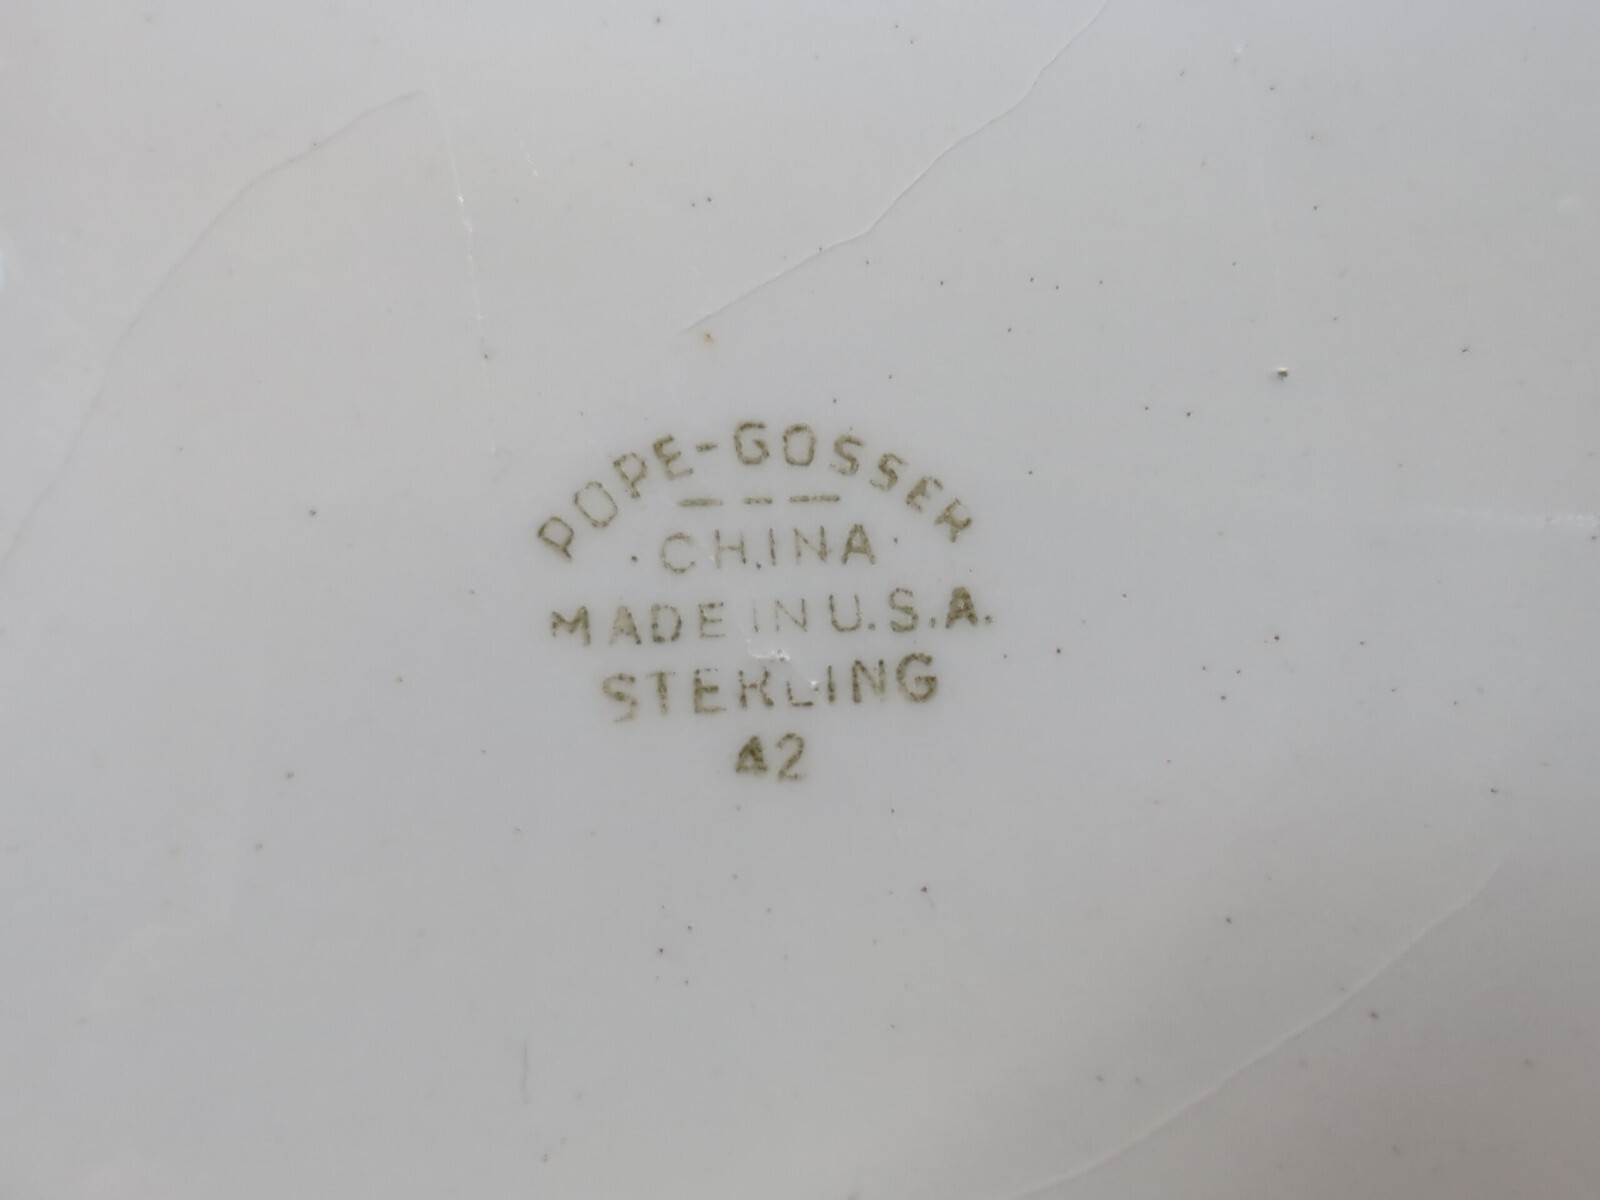 POPE-GOSSER
- - -
· CHINA ·
MADE IN U.S.A.
STERLING
42